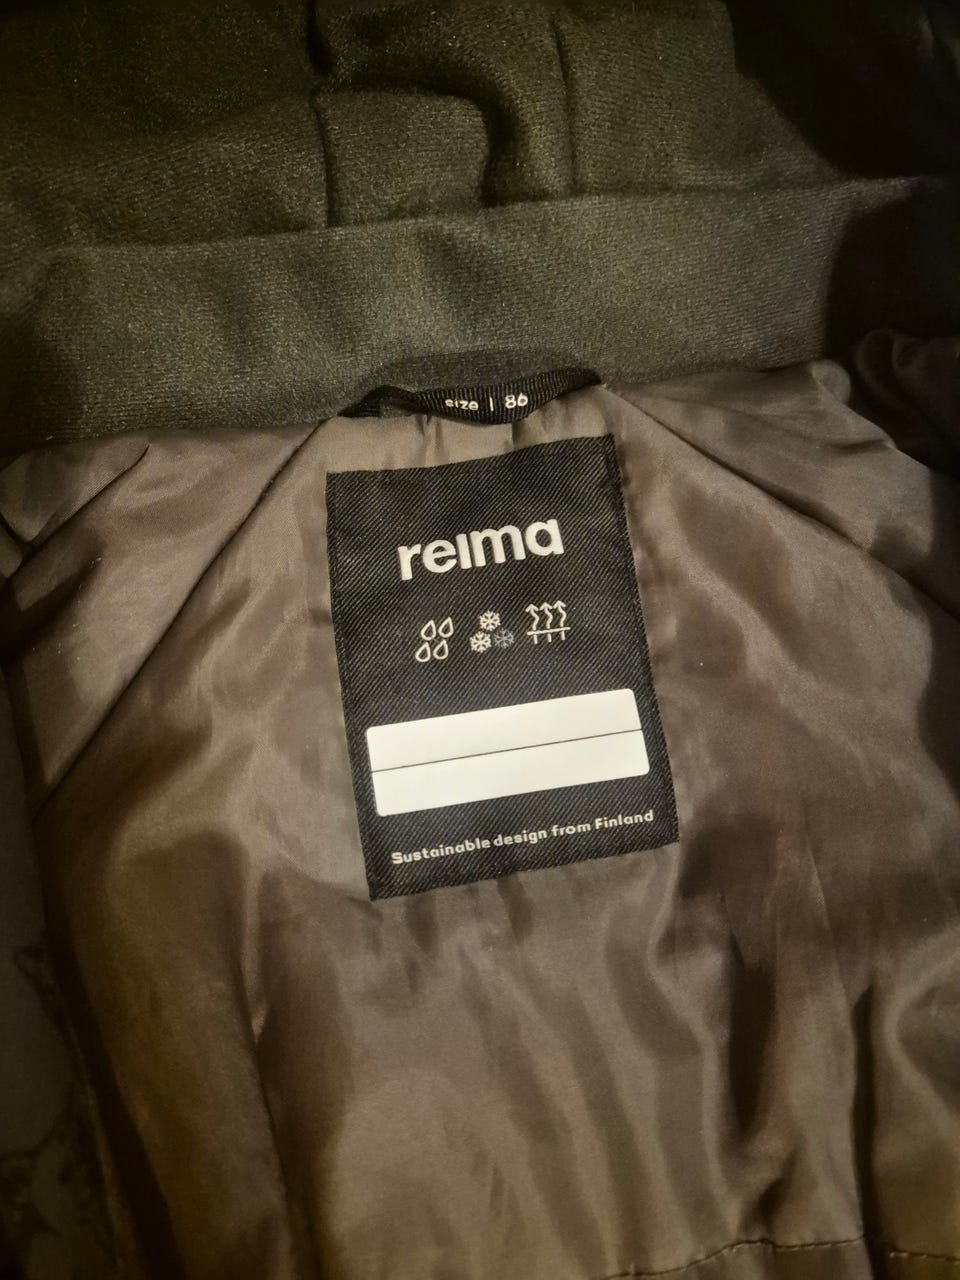 size | 86
reima
Sustainable design from Finland